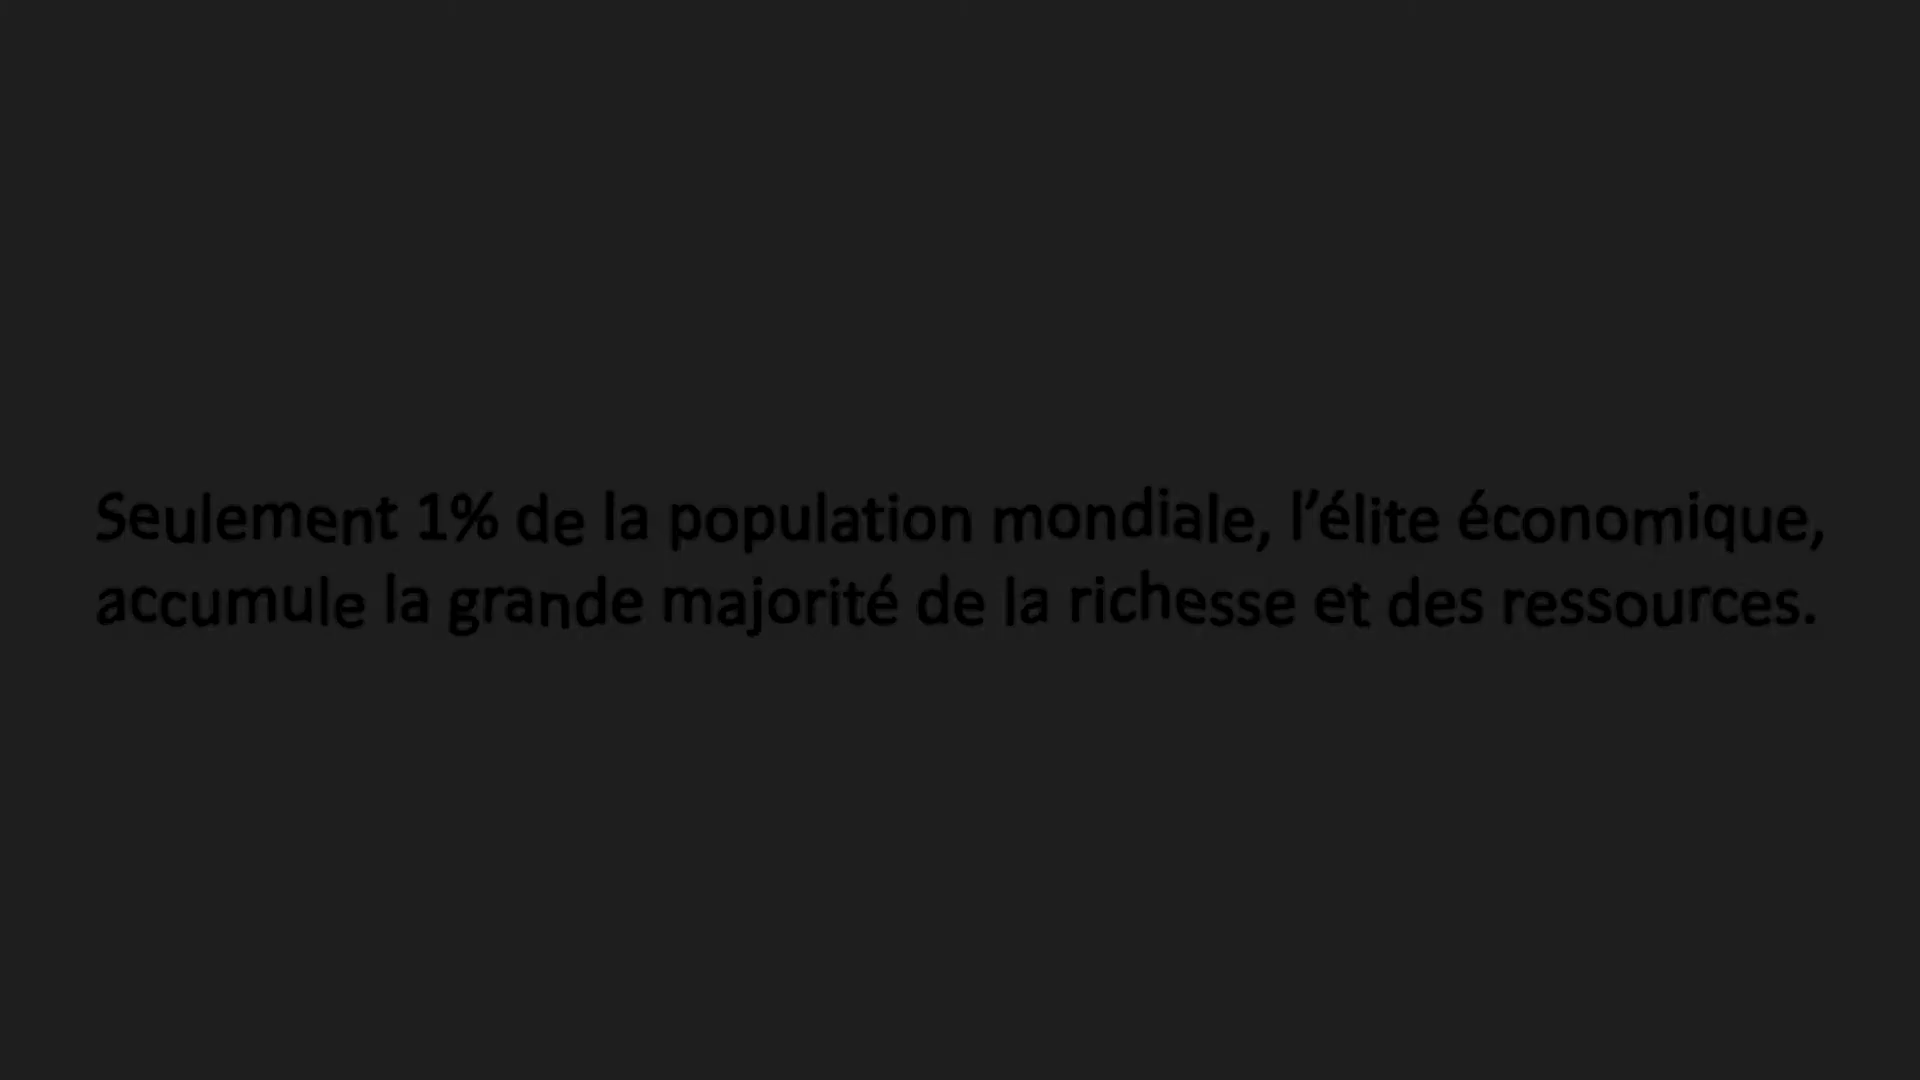 Seulement 1% de la population mondiale, l’élite économique,
accumule la grande majorité de la richesse et des ressources.